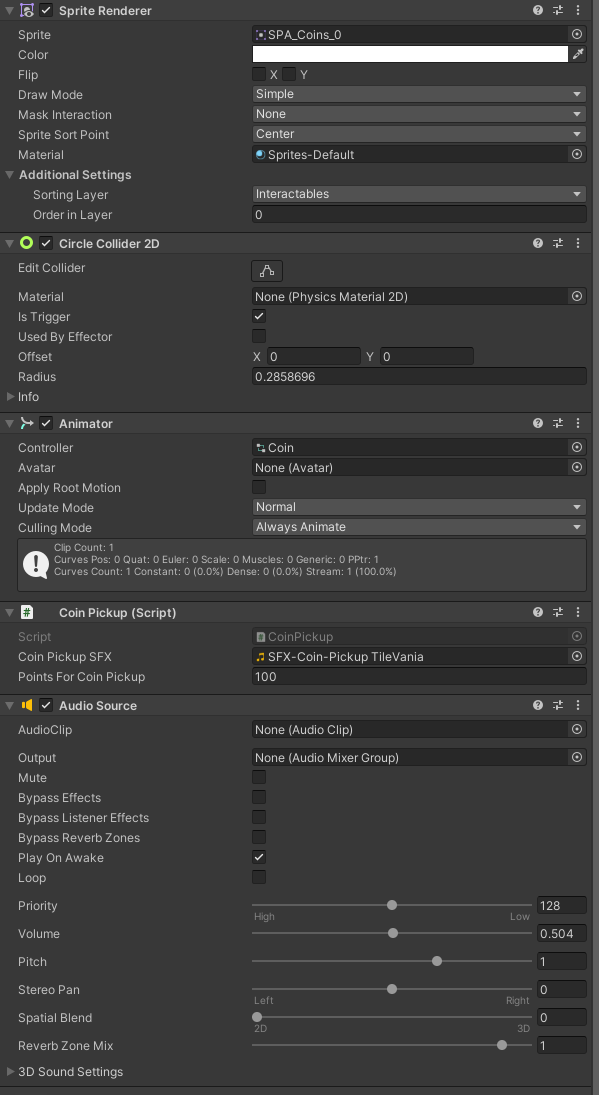 Sprite Renderer
Sprite SPA_Coins_0
Color
Flip X Y
Draw Mode Simple
Mask Interaction None
Sprite Sort Point Center
Material Sprites-Default
Additional Settings
Sorting Layer Interactables
Order in Layer 0
Circle Collider 2D
Edit Collider
Material None (Physics Material 2D)
Is Trigger
Used By Effector
Offset X 0 Y 0
Radius 0.2858696
Info
Animator
Controller Coin
Avatar None (Avatar)
Apply Root Motion
Update Mode Normal
Culling Mode Always Animate
Clip Count: 1
Curves Pos: 0 Quat: 0 Euler: 0 Scale: 0 Muscles: 0 Generic: 0 PPtr: 1
Curves Count: 1 Constant: 0 (0.0%) Dense: 0 (0.0%) Stream: 1 (100.0%)
# Coin Pickup (Script)
Script # CoinPickup
Coin Pickup SFX SFX-Coin-Pickup TileVania
Points For Coin Pickup 100
Audio Source
AudioClip None (Audio Clip)
Output None (Audio Mixer Group)
Mute
Bypass Effects
Bypass Listener Effects
Bypass Reverb Zones
Play On Awake
Loop
Priority 128
High Low
Volume 0.504
Pitch 1
Stereo Pan 0
Left Right
Spatial Blend 0
2D 3D
Reverb Zone Mix 1
3D Sound Settings